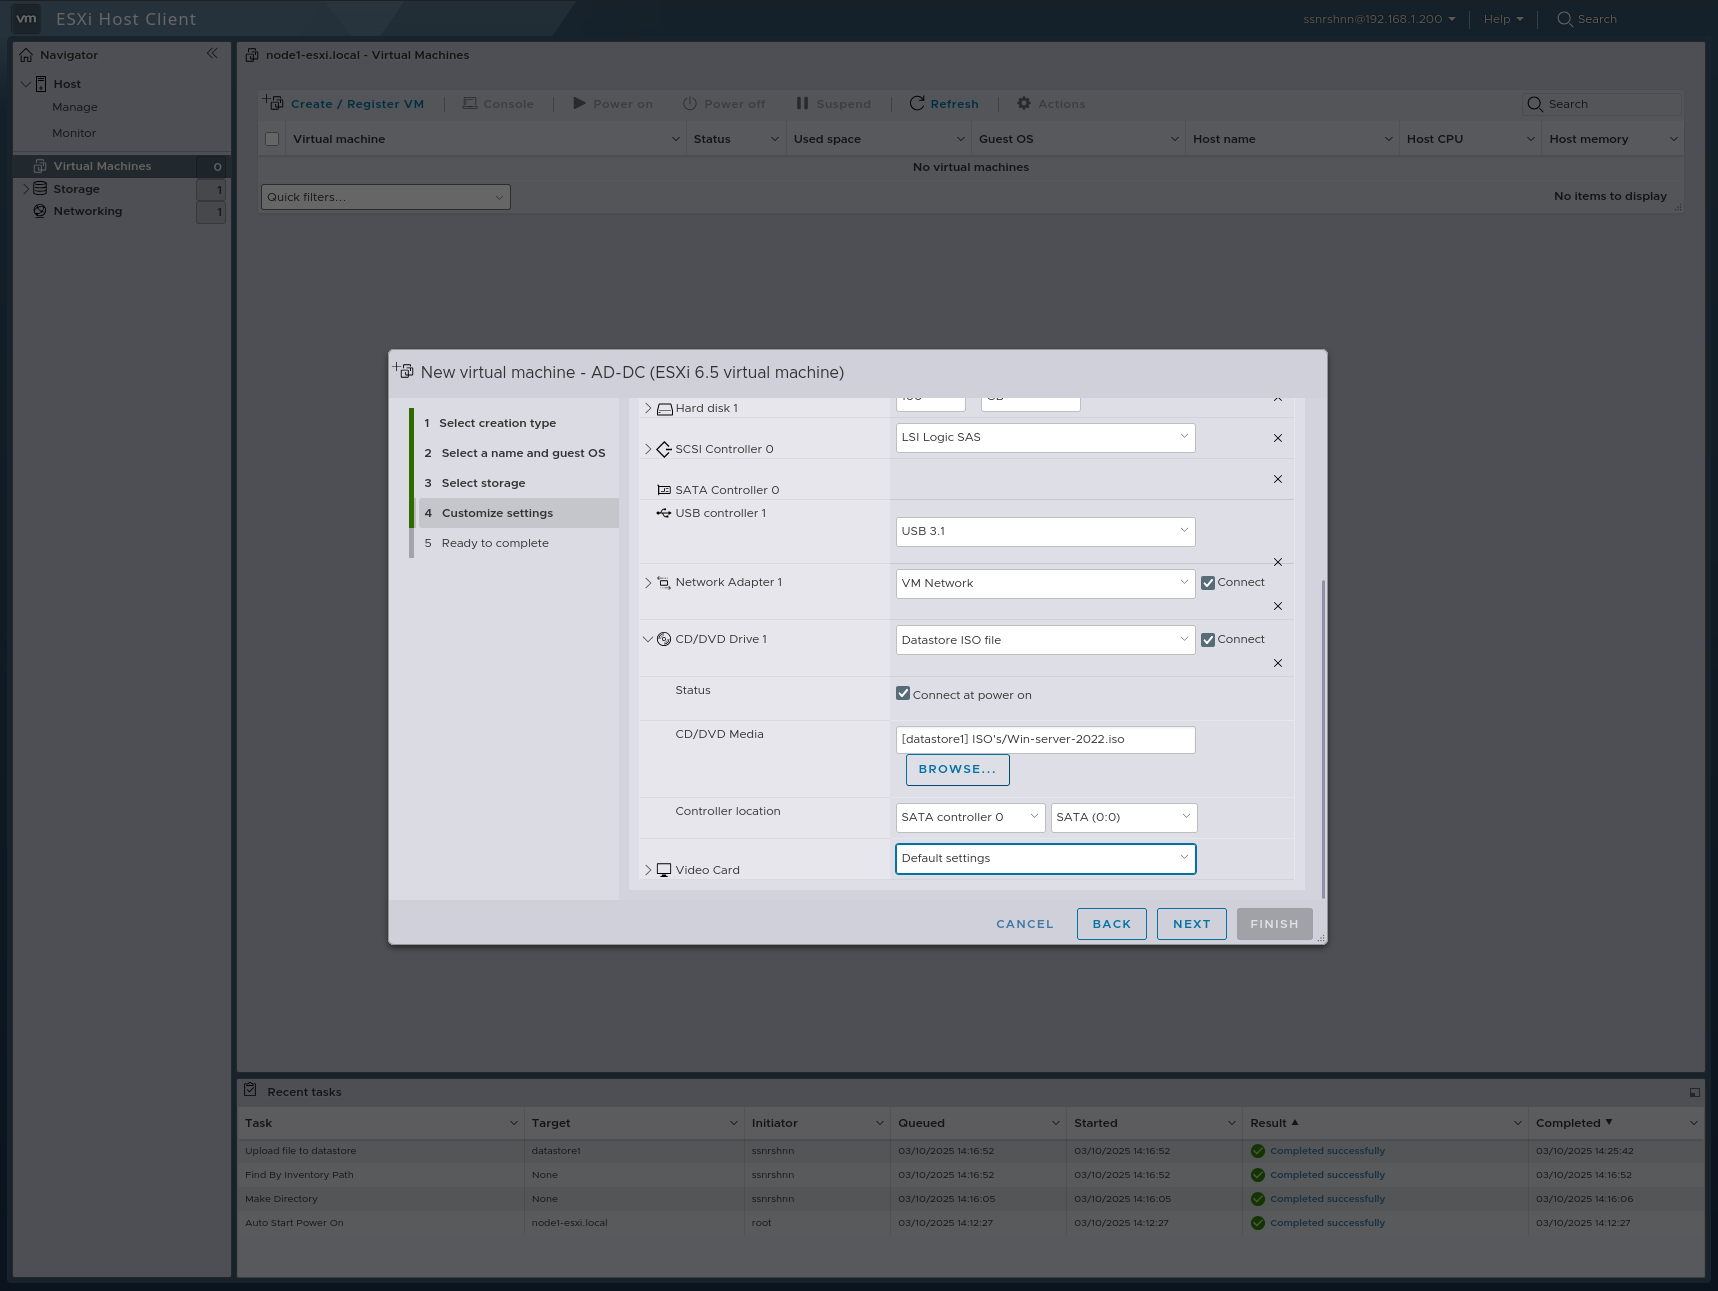 vm ESXi Host Client ssnrshnn@192.168.1.200 Help Search
Navigator
Host
Manage
Monitor
Virtual Machines 0
Storage 1
Networking 1
node1-esxi.local - Virtual Machines
Create / Register VM Console Power on Power off Suspend Refresh Actions Search
Virtual machine Status Used space Guest OS Host name Host CPU Host memory
No virtual machines
Quick filters... No items to display
New virtual machine - AD-DC (ESXi 6.5 virtual machine)
1 Select creation type
2 Select a name and guest OS
3 Select storage
4 Customize settings
5 Ready to complete
Hard disk 1
SCSI Controller 0 LSI Logic SAS
SATA Controller 0
USB controller 1 USB 3.1
Network Adapter 1 VM Network Connect
CD/DVD Drive 1 Datastore ISO file Connect
Status Connect at power on
CD/DVD Media [datastore1] ISO's/Win-server-2022.iso
BROWSE...
Controller location SATA controller 0 SATA (0:0)
Video Card Default settings
CANCEL BACK NEXT FINISH
Recent tasks
Task Target Initiator Queued Started Result Completed
Upload file to datastore datastore1 ssnrshnn 03/10/2025 14:16:52 03/10/2025 14:16:52 Completed successfully 03/10/2025 14:25:42
Find By Inventory Path None ssnrshnn 03/10/2025 14:16:52 03/10/2025 14:16:52 Completed successfully 03/10/2025 14:16:52
Make Directory None ssnrshnn 03/10/2025 14:16:05 03/10/2025 14:16:05 Completed successfully 03/10/2025 14:16:06
Auto Start Power On node1-esxi.local root 03/10/2025 14:12:27 03/10/2025 14:12:27 Completed successfully 03/10/2025 14:12:27